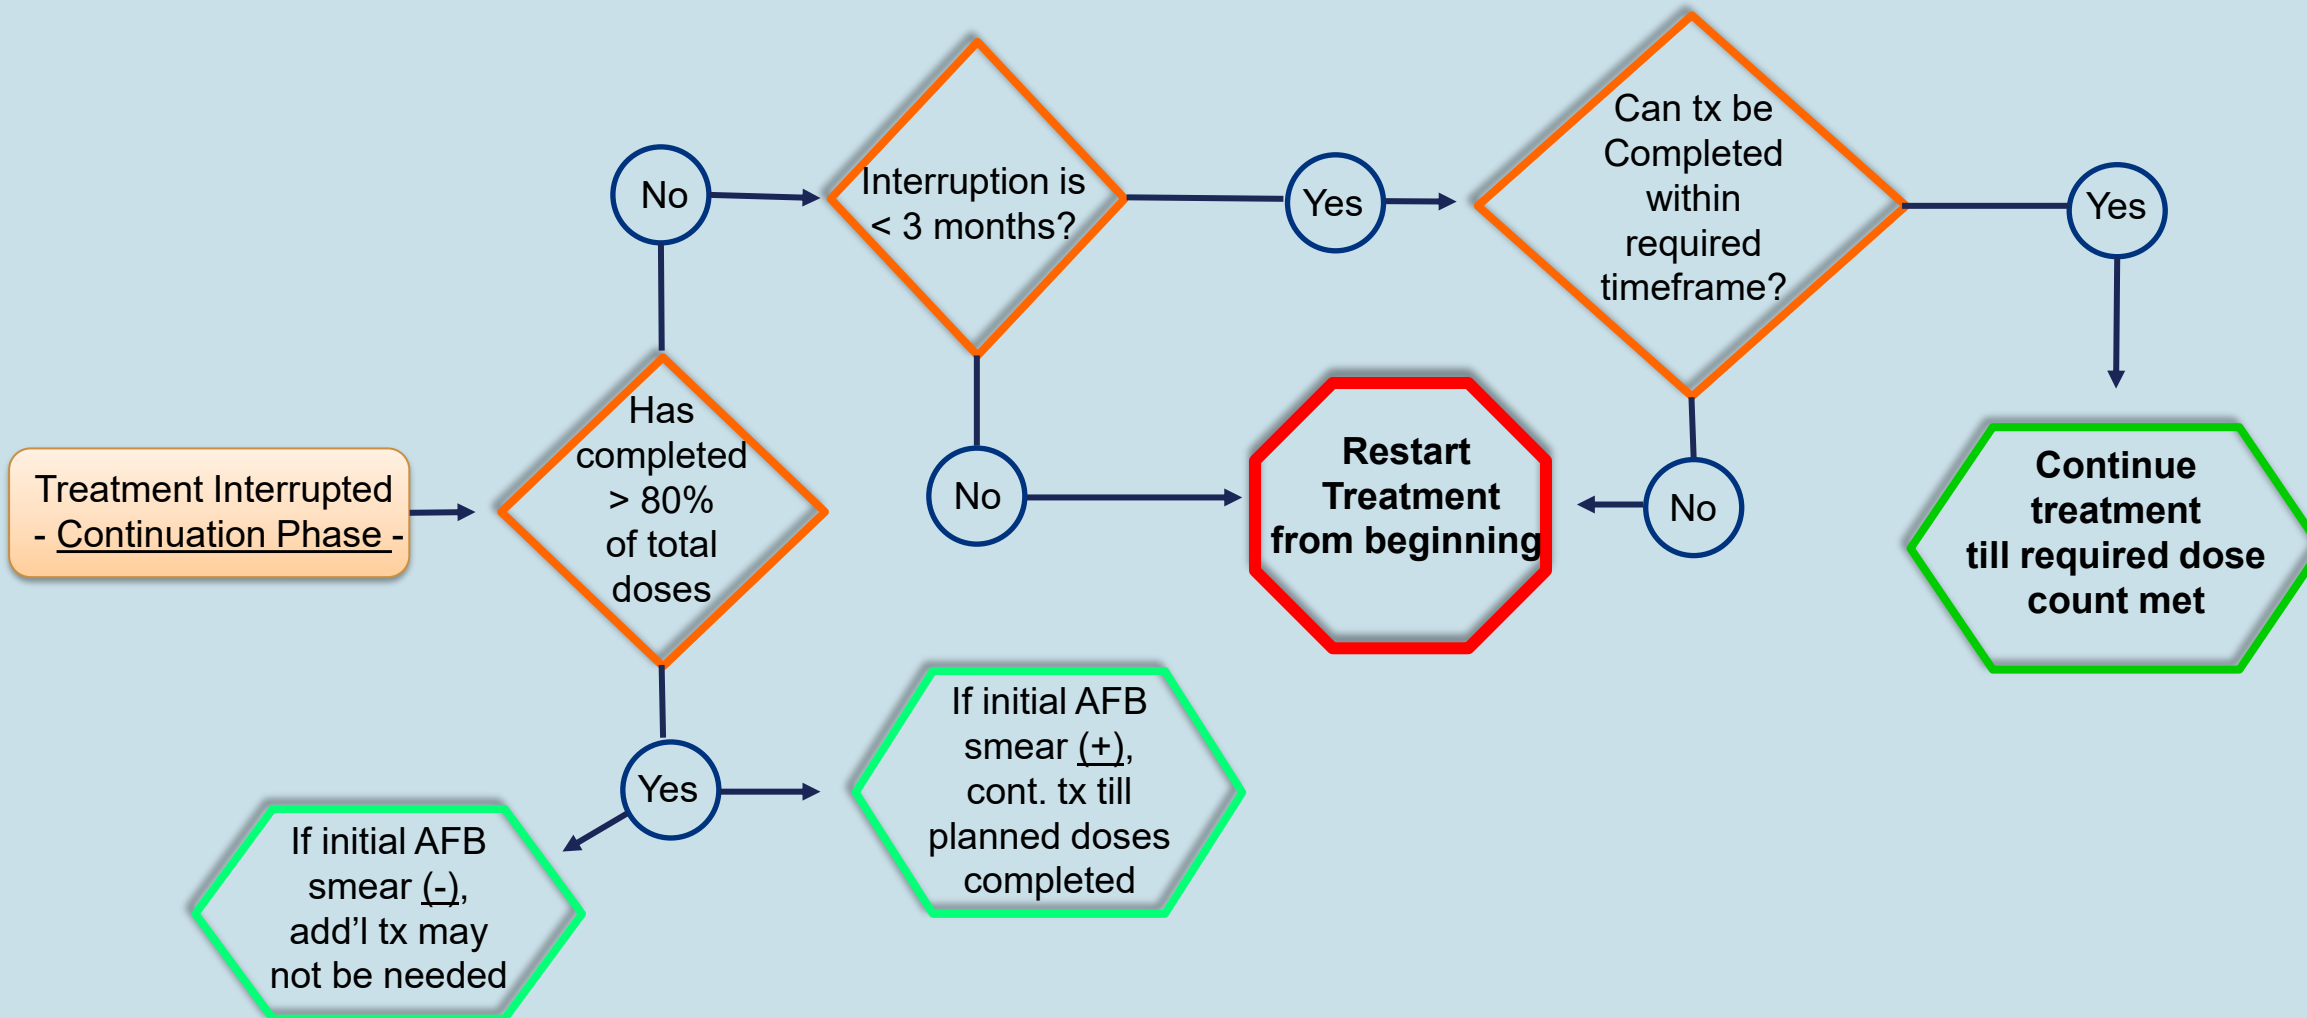 Treatment Interrupted
- Continuation Phase -
Has
completed
> 80%
of total
doses
No
Interruption is
< 3 months?
Yes
Can tx be
Completed
within
required
timeframe?
Yes
No
Restart
Treatment
from beginning
No
Continue
treatment
till required dose
count met
Yes
If initial AFB
smear (+),
cont. tx till
planned doses
completed
If initial AFB
smear (-),
add’l tx may
not be needed